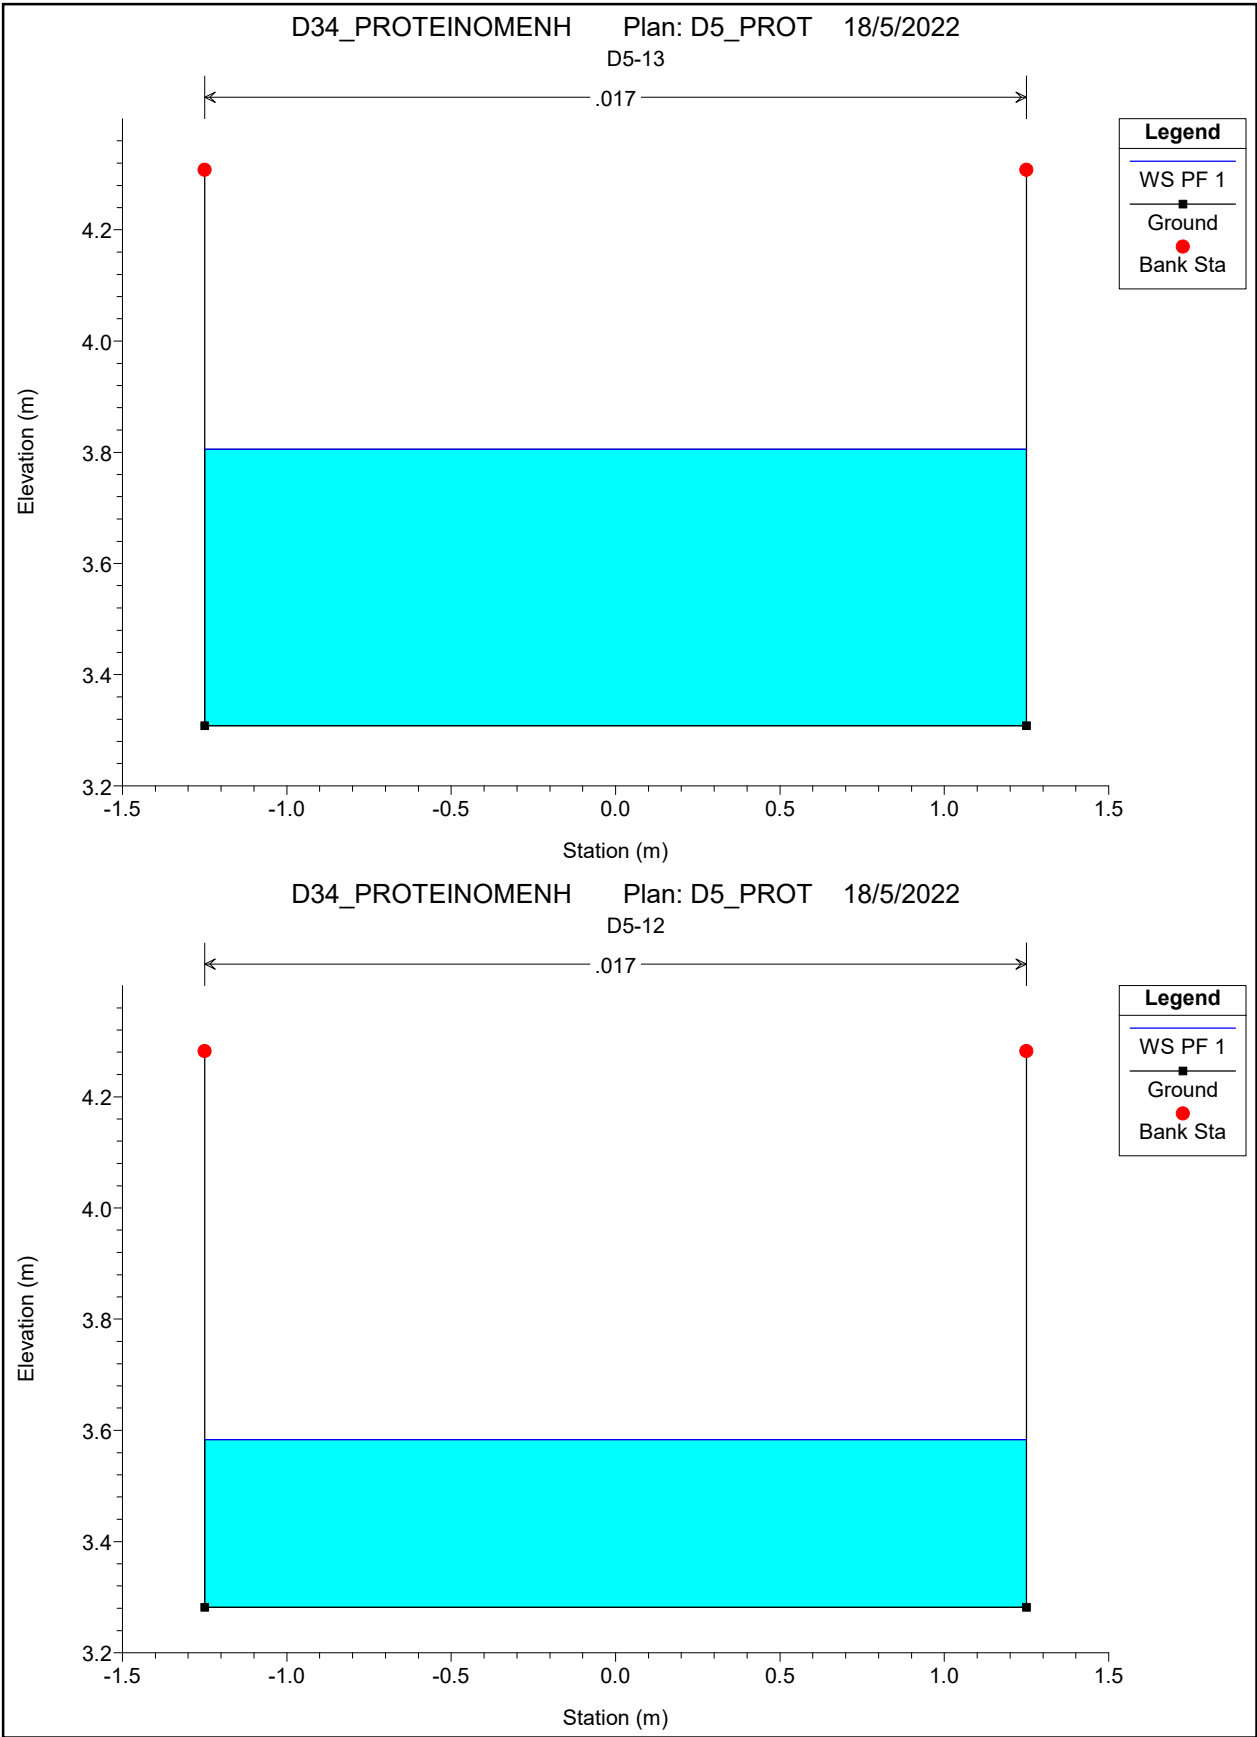 D34_PROTEINOMENH Plan: D5_PROT 18/5/2022
D5-13
.017
Legend
WS PF 1
Ground
Bank Sta
4.2
4.0
3.8
3.6
3.4
3.2
Elevation (m)
-1.5 -1.0 -0.5 0.0 0.5 1.0 1.5
Station (m)
D34_PROTEINOMENH Plan: D5_PROT 18/5/2022
D5-12
.017
Legend
WS PF 1
Ground
Bank Sta
4.2
4.0
3.8
3.6
3.4
3.2
Elevation (m)
-1.5 -1.0 -0.5 0.0 0.5 1.0 1.5
Station (m)